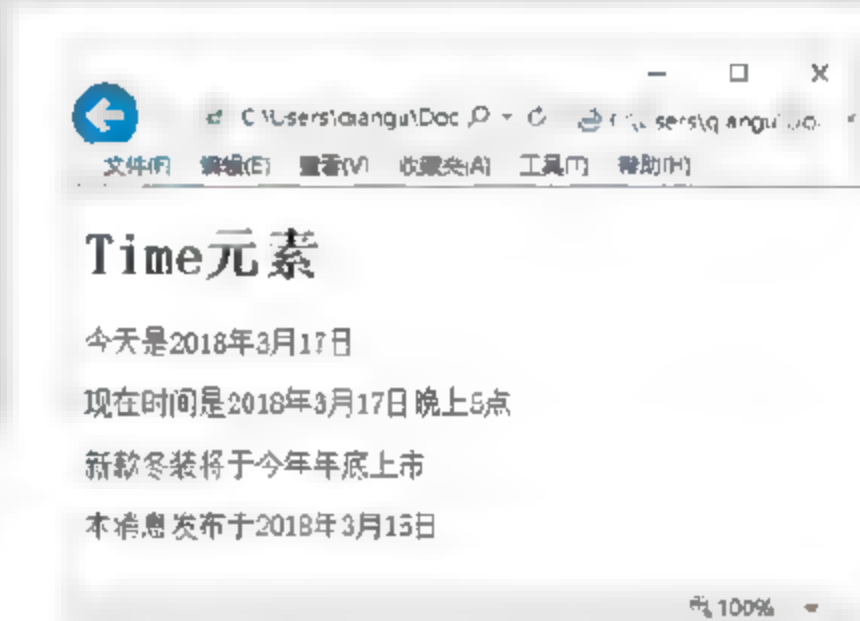 C:\Users\qiangu\Doc
文件(F) 编辑(E) 查看(V) 收藏夹(A) 工具(T) 帮助(H)
Time元素
今天是2018年3月17日
现在时间是2018年3月17日晚上6点
新款冬装将于今年年底上市
本消息发布于2018年3月15日
100%